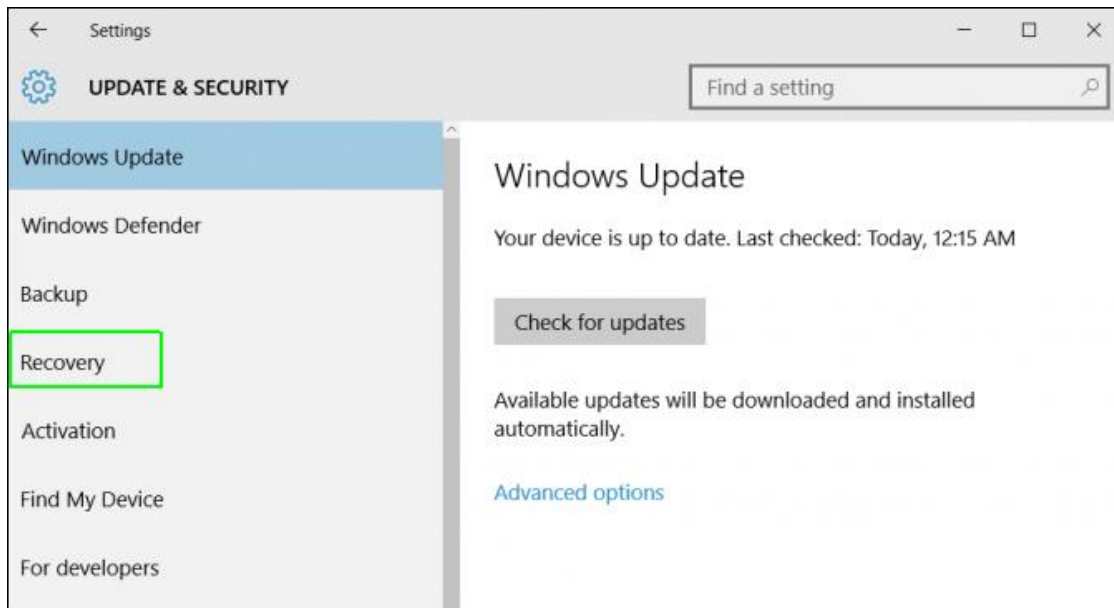 Settings
UPDATE & SECURITY
Find a setting
Windows Update
Windows Defender
Backup
Recovery
Activation
Find My Device
For developers
Windows Update
Your device is up to date. Last checked: Today, 12:15 AM
Check for updates
Available updates will be downloaded and installed
automatically.
Advanced options